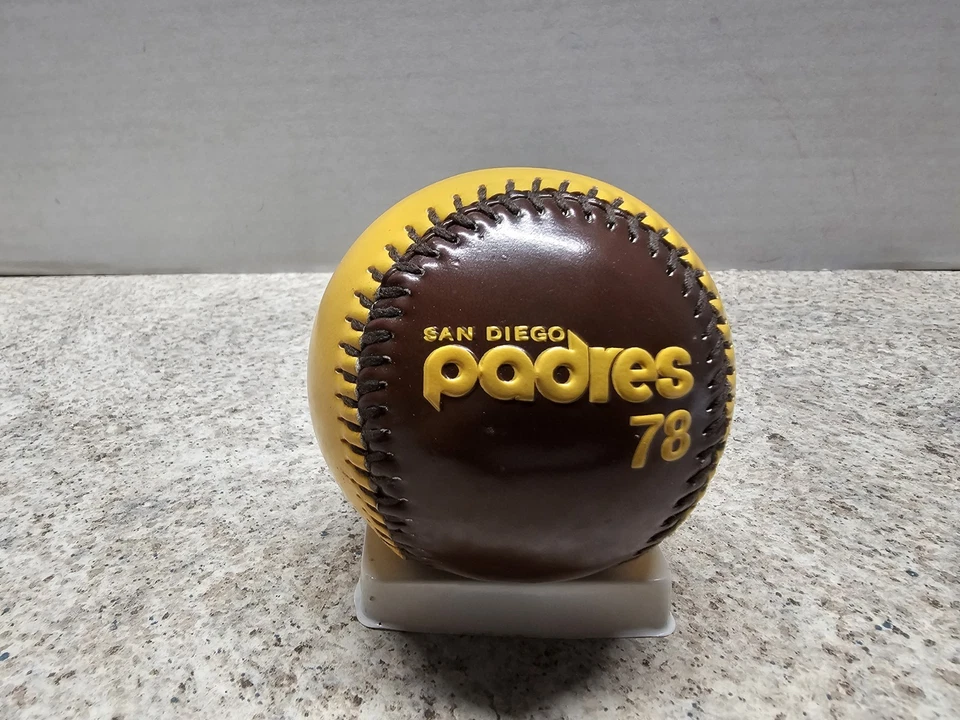 SAN DIEGO
padres
78